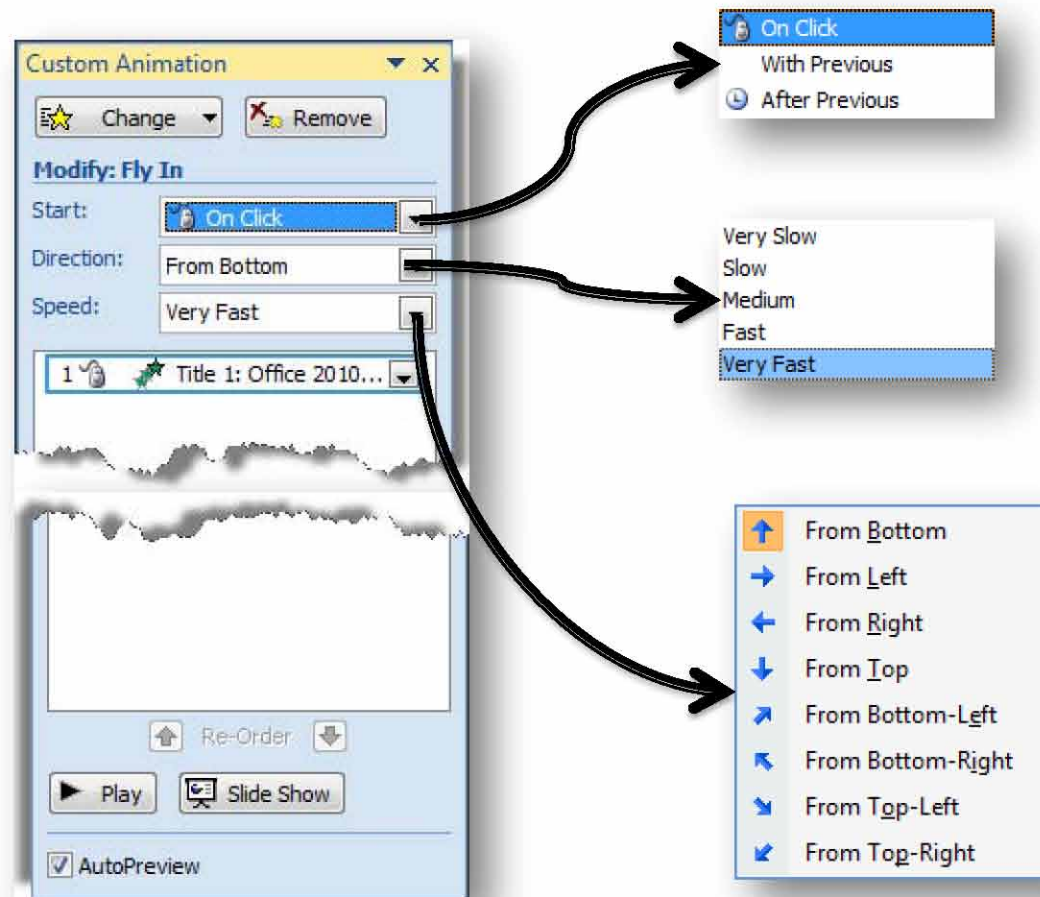 Custom Animation
Change
Remove
Modify: Fly In
Start:
On Click
Direction:
From Bottom
Speed:
Very Fast
1
Title 1: Office 2010...
Re-Order
Play
Slide Show
AutoPreview
On Click
With Previous
After Previous
Very Slow
Slow
Medium
Fast
Very Fast
From Bottom
From Left
From Right
From Top
From Bottom-Left
From Bottom-Right
From Top-Left
From Top-Right